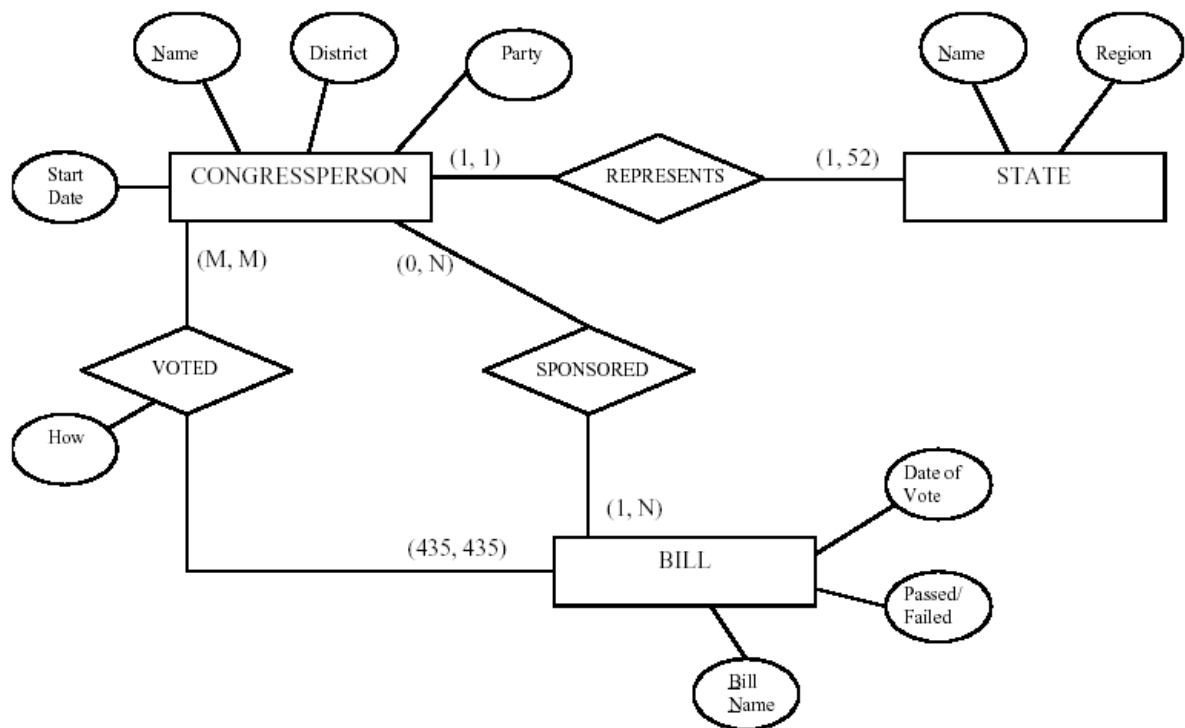 Name
District
Party
Name
Region
Start
Date
CONGRESSPERSON
(1, 1)
REPRESENTS
(1, 52)
STATE
(M, M)
(0, N)
VOTED
SPONSORED
How
(435, 435)
(1, N)
BILL
Date of
Vote
Passed/
Failed
Bill
Name